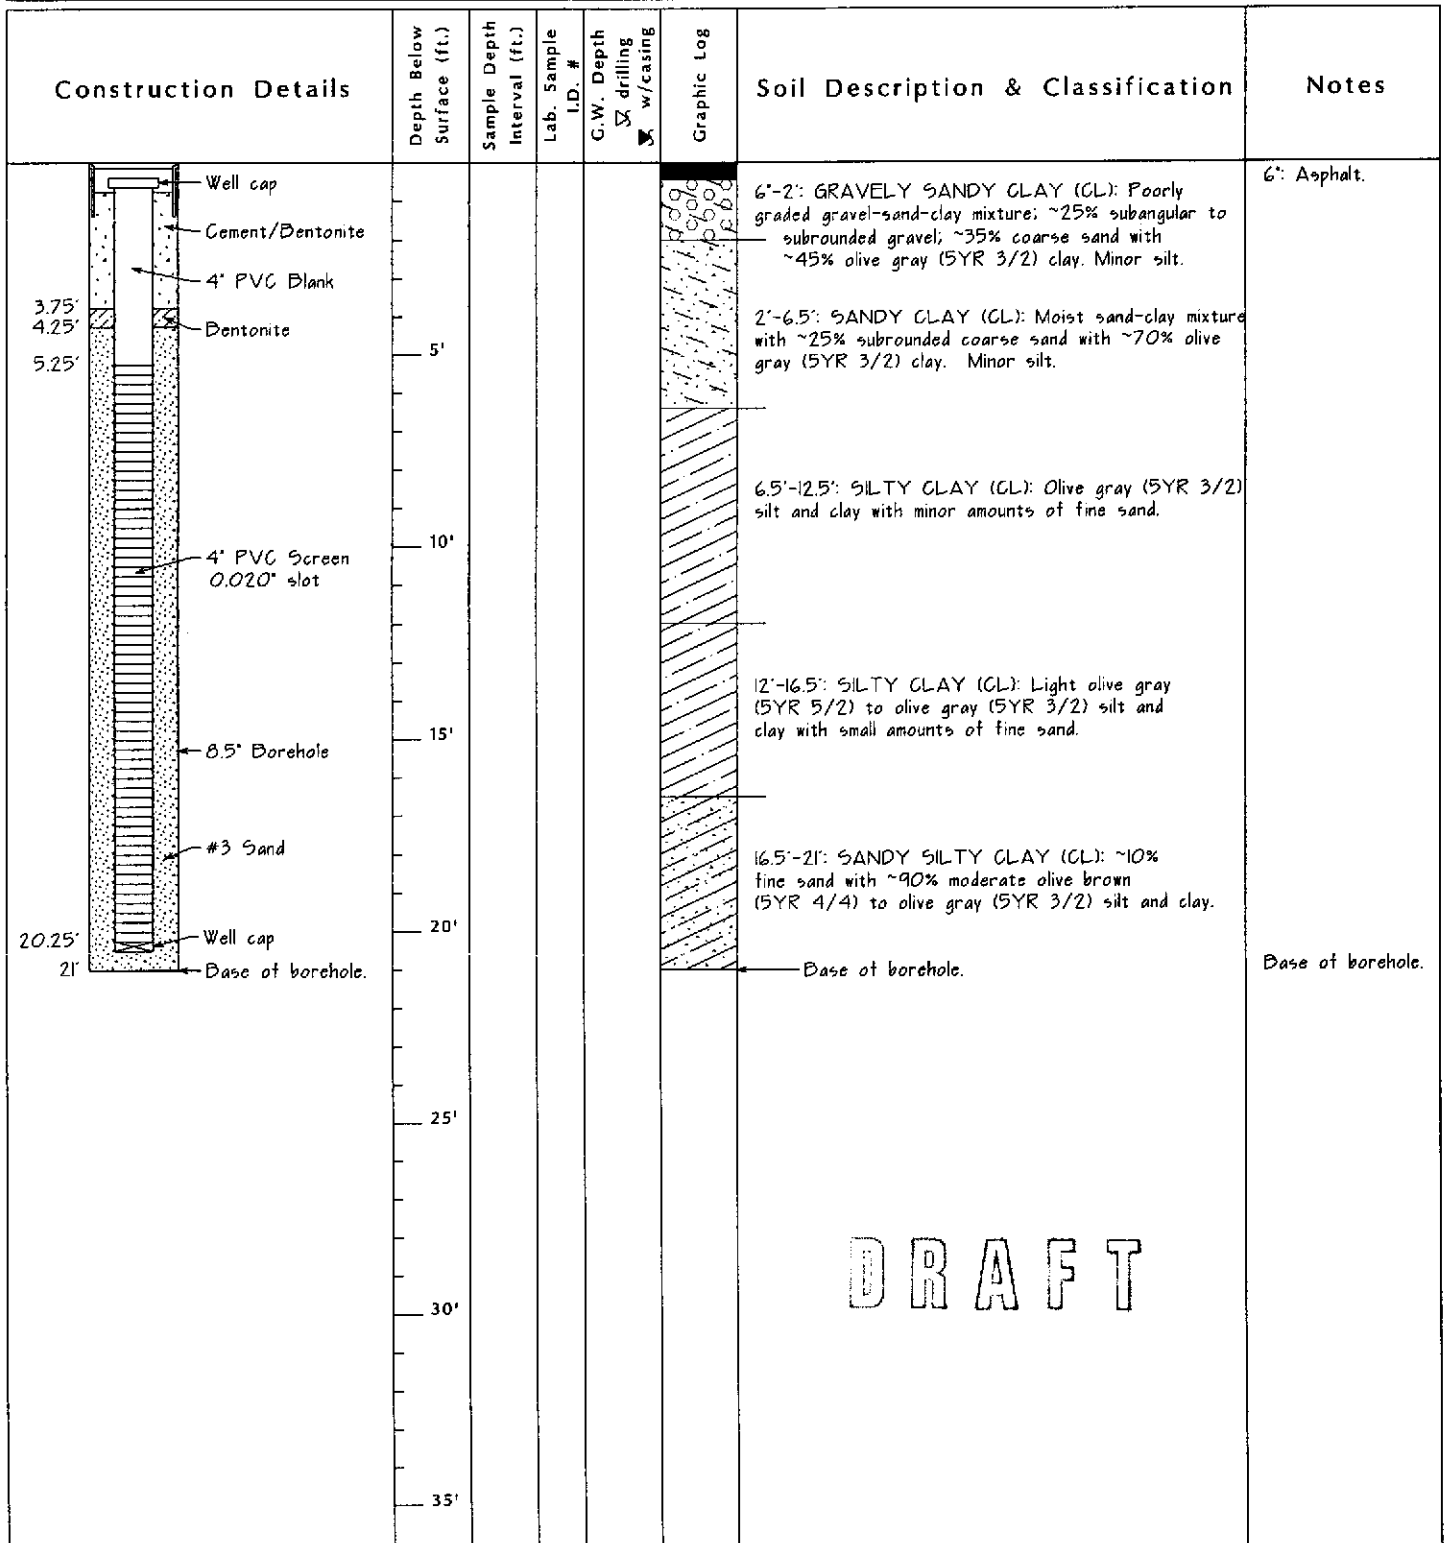 Construction Details
Depth Below
Surface (ft.)
Sample Depth
Interval (ft.)
Lab. Sample
I.D. #
G.W. Depth
drilling
w/casing
Graphic Log
Soil Description & Classification
Notes
Well cap
Cement/Bentonite
4" PVC Blank
3.75'
4.25'
Bentonite
5.25'
4" PVC Screen
0.020" slot
8.5" Borehole
#3 Sand
20.25'
Well cap
21'
Base of borehole.
5'
10'
15'
20'
25'
30'
35'
6"-2': GRAVELY SANDY CLAY (CL): Poorly
graded gravel-sand-clay mixture; ~25% subangular to
subrounded gravel; ~35% coarse sand with
~45% olive gray (5YR 3/2) clay. Minor silt.
2'-6.5': SANDY CLAY (CL): Moist sand-clay mixture
with ~25% subrounded coarse sand with ~70% olive
gray (5YR 3/2) clay. Minor silt.
6.5'-12.5': SILTY CLAY (CL): Olive gray (5YR 3/2)
silt and clay with minor amounts of fine sand.
12'-16.5': SILTY CLAY (CL): Light olive gray
(5YR 5/2) to olive gray (5YR 3/2) silt and
clay with small amounts of fine sand.
16.5'-21': SANDY SILTY CLAY (CL): ~10%
fine sand with ~90% moderate olive brown
(5YR 4/4) to olive gray (5YR 3/2) silt and clay.
Base of borehole.
6": Asphalt.
Base of borehole.
DRAFT